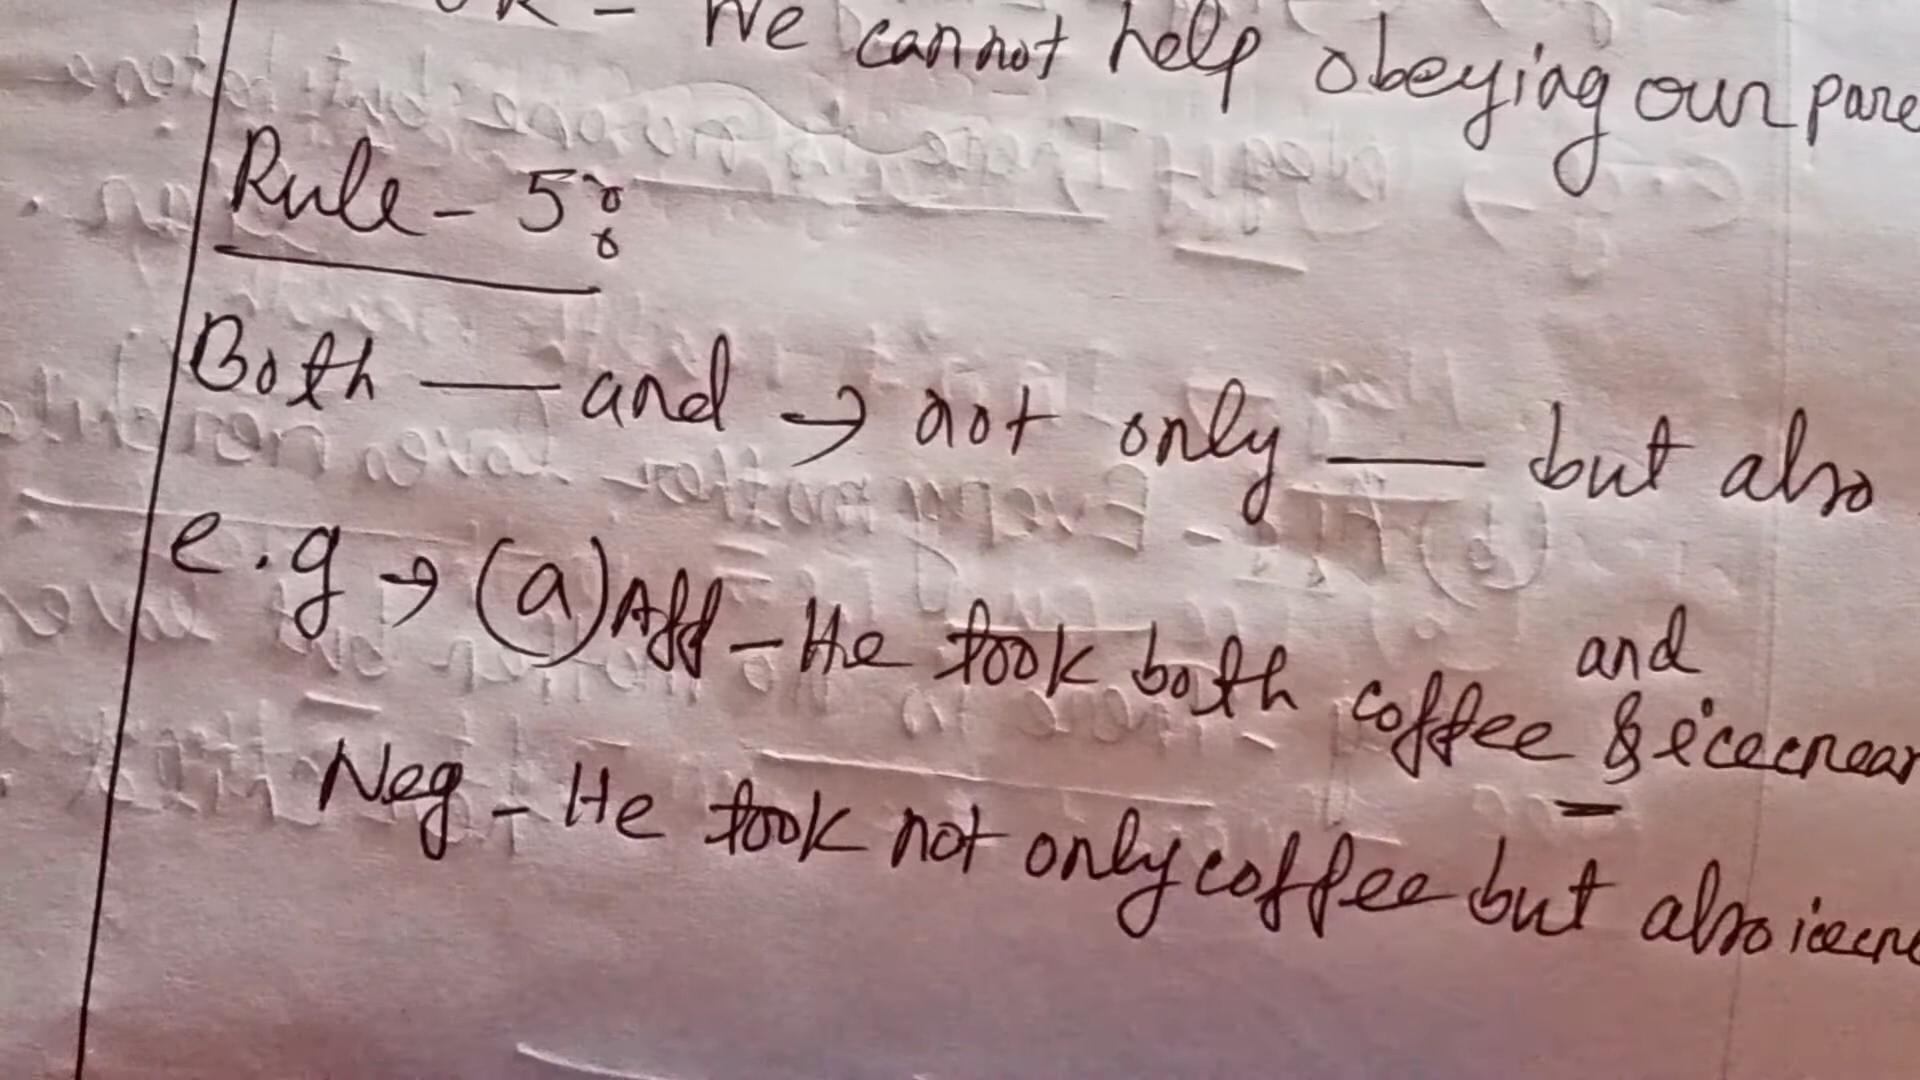 OR - We cannot help obeying our pare
Rule - 5:
Both — and → not only — but also
e.g → (a) Aff - He took both coffee & icecream
and
Neg - He took not only coffee but also icecre